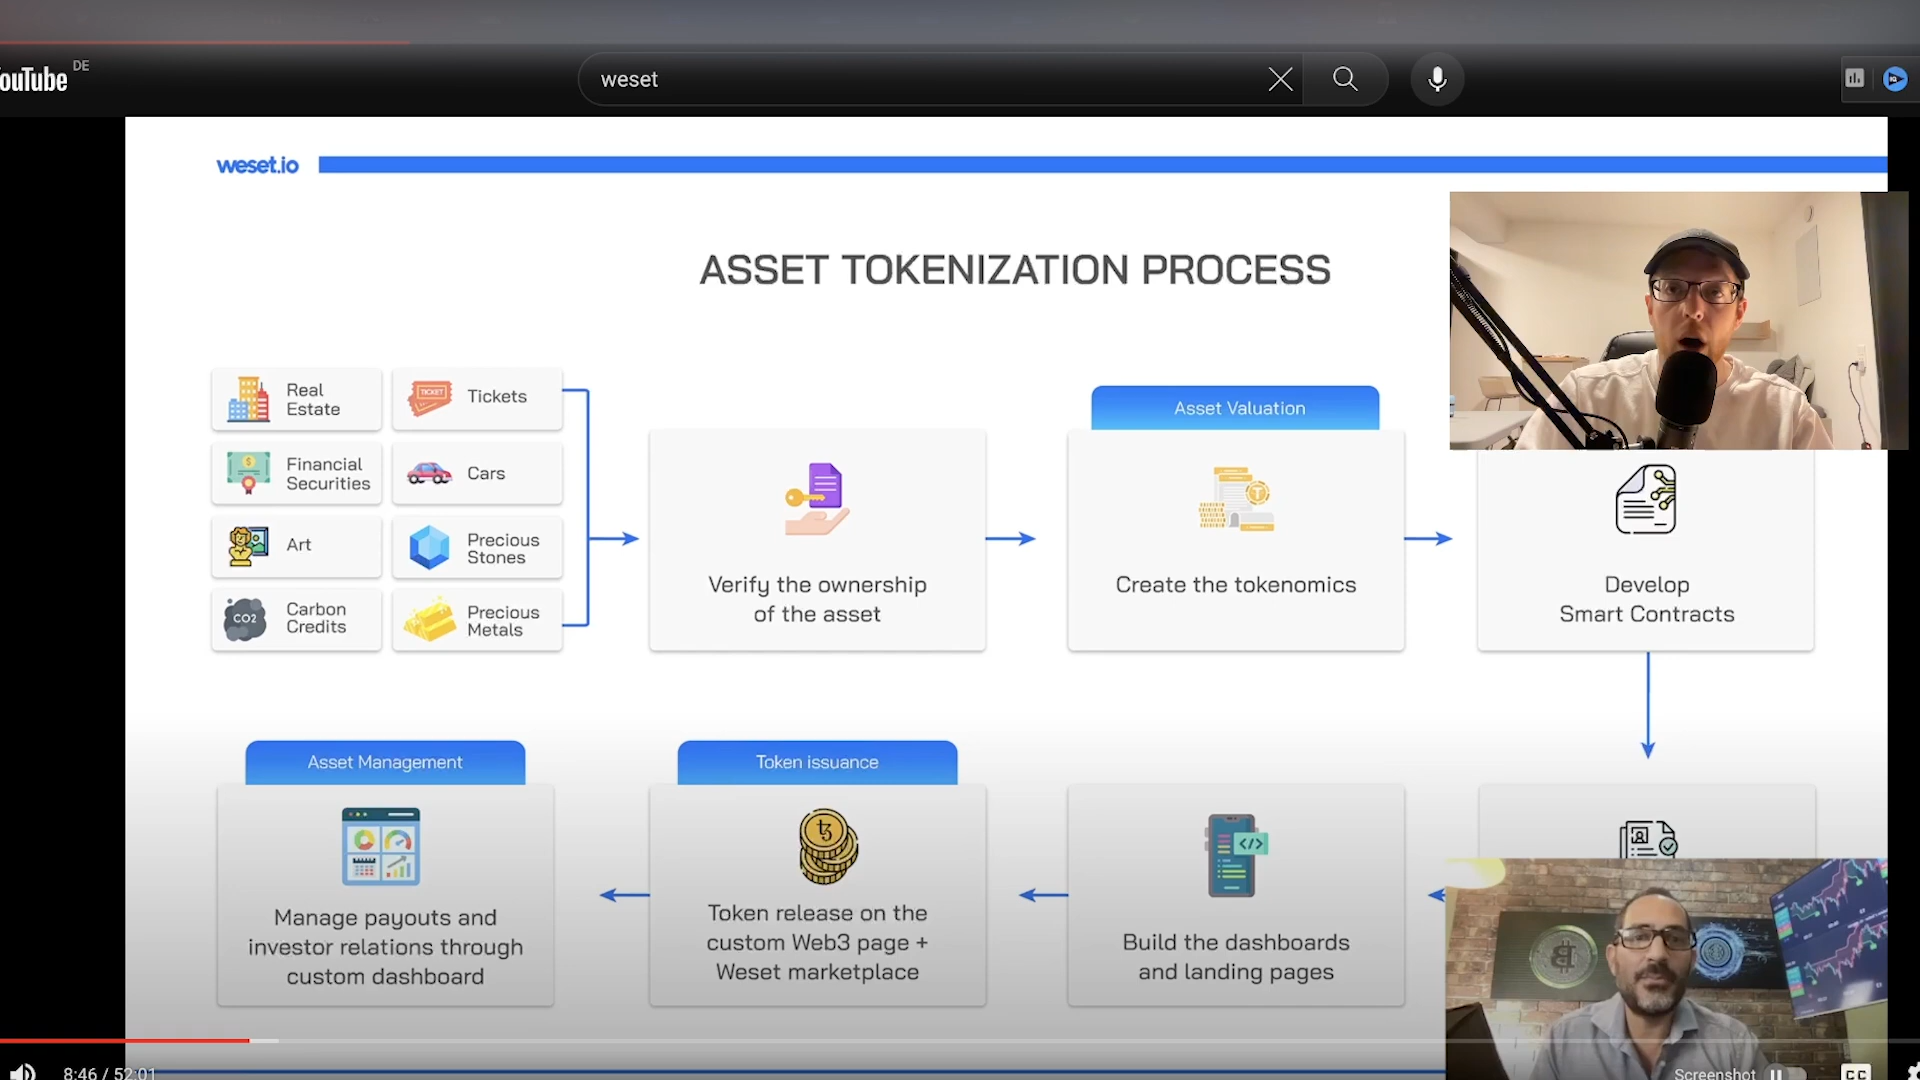 DE
ouTube
weset
weset.io
ASSET TOKENIZATION PROCESS
Real
Estate
TICKET
Tickets
Financial
Securities
Cars
Art
Precious
Stones
CO2
Carbon
Credits
Precious
Metals
Verify the ownership
of the asset
Asset Valuation
Create the tokenomics
Develop
Smart Contracts
Asset Management
Manage payouts and
investor relations through
custom dashboard
Token issuance
Token release on the
custom Web3 page +
Weset marketplace
</>
Build the dashboards
and landing pages
8:46 / 52:01
Screenshot
CC